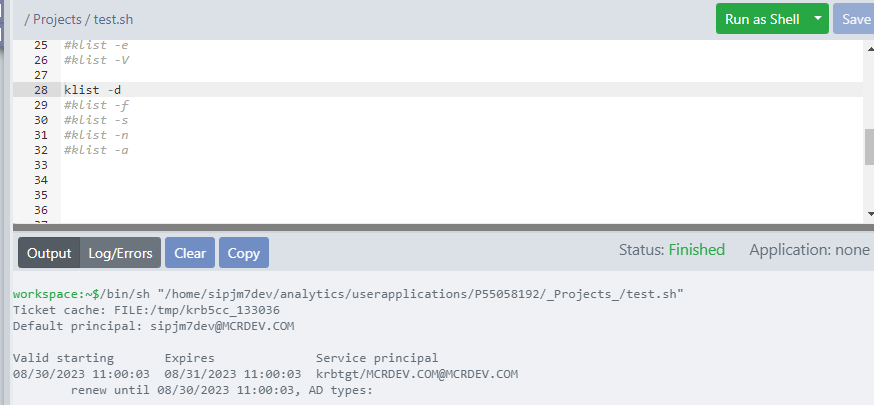 / Projects / test.sh
Run as Shell
Save
25 #klist -e
26 #klist -V
27
28 klist -d
29 #klist -f
30 #klist -s
31 #klist -n
32 #klist -a
33
34
35
36
Output Log/Errors Clear Copy Status: Finished Application: none
workspace:~$/bin/sh "/home/sipjm7dev/analytics/userapplications/P55058192/_Projects_/test.sh"
Ticket cache: FILE:/tmp/krb5cc_133036
Default principal: sipjm7dev@MCRDEV.COM
Valid starting Expires Service principal
08/30/2023 11:00:03 08/31/2023 11:00:03 krbtgt/MCRDEV.COM@MCRDEV.COM
renew until 08/30/2023 11:00:03, AD types: